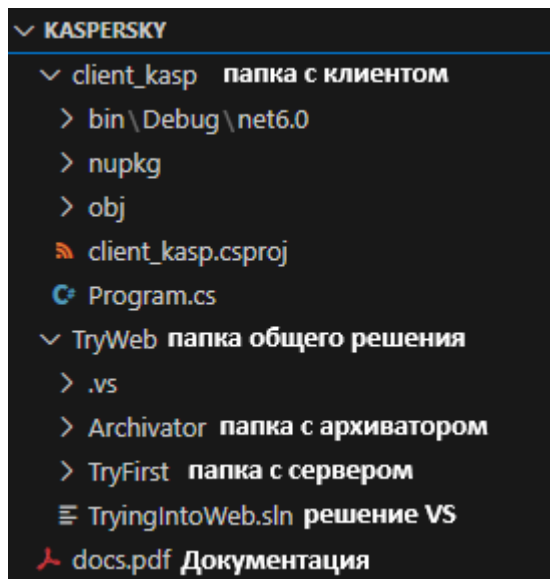 KASPERSKY
client_kasp папка с клиентом
bin\Debug\net6.0
nupkg
obj
client_kasp.csproj
C# Program.cs
TryWeb папка общего решения
.vs
Archivator папка с архиватором
TryFirst папка с сервером
TryingIntoWeb.sln решение VS
docs.pdf Документация